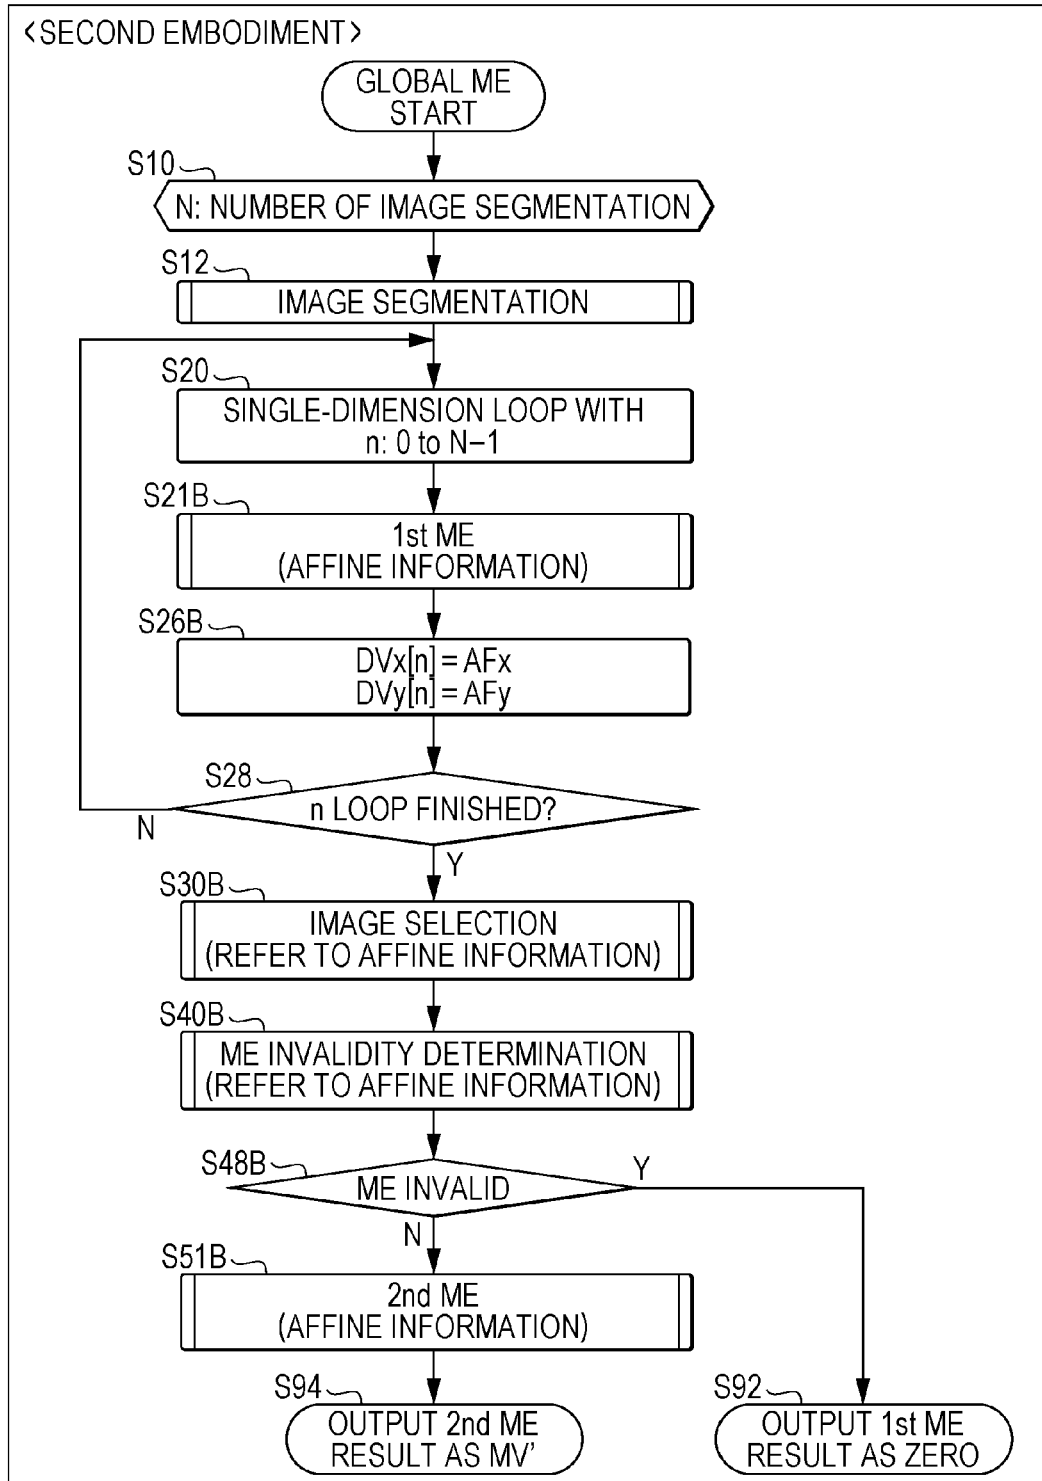 <SECOND EMBODIMENT>
GLOBAL ME
START
S10
N: NUMBER OF IMAGE SEGMENTATION
S12
IMAGE SEGMENTATION
S20
SINGLE-DIMENSION LOOP WITH
n: 0 to N–1
S21B
1st ME
(AFFINE INFORMATION)
S26B
DVx[n] = AFx
DVy[n] = AFy
S28
n LOOP FINISHED?
N
Y
S30B
IMAGE SELECTION
(REFER TO AFFINE INFORMATION)
S40B
ME INVALIDITY DETERMINATION
(REFER TO AFFINE INFORMATION)
S48B
ME INVALID
Y
N
S51B
2nd ME
(AFFINE INFORMATION)
S94
OUTPUT 2nd ME
RESULT AS MV'
S92
OUTPUT 1st ME
RESULT AS ZERO